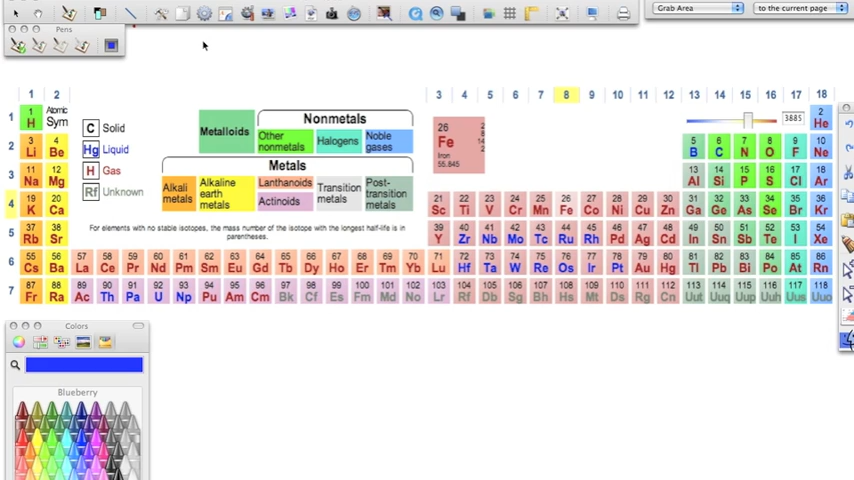 Grab Area
to the current page
Pens
1 2 3 4 5 6 7 8 9 10 11 12 13 14 15 16 17 18
1 2 3 4 5 6 7
Atomic
Sym
C Solid
Hg Liquid
H Gas
Rf Unknown
Metalloids
Nonmetals
Other nonmetals
Halogens
Noble gases
Metals
Alkali metals
Alkaline earth metals
Lanthanoids
Actinoids
Transition metals
Post-transition metals
For elements with no stable isotopes, the mass number of the isotope with the longest half-life is in
parentheses.
26
Fe
Iron
55.845
2
8
14
2
3885
1 H 2 He
3 Li 4 Be 5 B 6 C 7 N 8 O 9 F 10 Ne
11 Na 12 Mg 13 Al 14 Si 15 P 16 S 17 Cl 18 Ar
19 K 20 Ca 21 Sc 22 Ti 23 V 24 Cr 25 Mn 26 Fe 27 Co 28 Ni 29 Cu 30 Zn 31 Ga 32 Ge 33 As 34 Se 35 Br 36 Kr
37 Rb 38 Sr 39 Y 40 Zr 41 Nb 42 Mo 43 Tc 44 Ru 45 Rh 46 Pd 47 Ag 48 Cd 49 In 50 Sn 51 Sb 52 Te 53 I 54 Xe
55 Cs 56 Ba 57 La 58 Ce 59 Pr 60 Nd 61 Pm 62 Sm 63 Eu 64 Gd 65 Tb 66 Dy 67 Ho 68 Er 69 Tm 70 Yb 71 Lu 72 Hf 73 Ta 74 W 75 Re 76 Os 77 Ir 78 Pt 79 Au 80 Hg 81 Tl 82 Pb 83 Bi 84 Po 85 At 86 Rn
87 Fr 88 Ra 89 Ac 90 Th 91 Pa 92 U 93 Np 94 Pu 95 Am 96 Cm 97 Bk 98 Cf 99 Es 100 Fm 101 Md 102 No 103 Lr 104 Rf 105 Db 106 Sg 107 Bh 108 Hs 109 Mt 110 Ds 111 Rg 112 Cn 113 Uut 114 Uuq 115 Uup 116 Uuh 117 Uus 118 Uuo
Colors
Blueberry